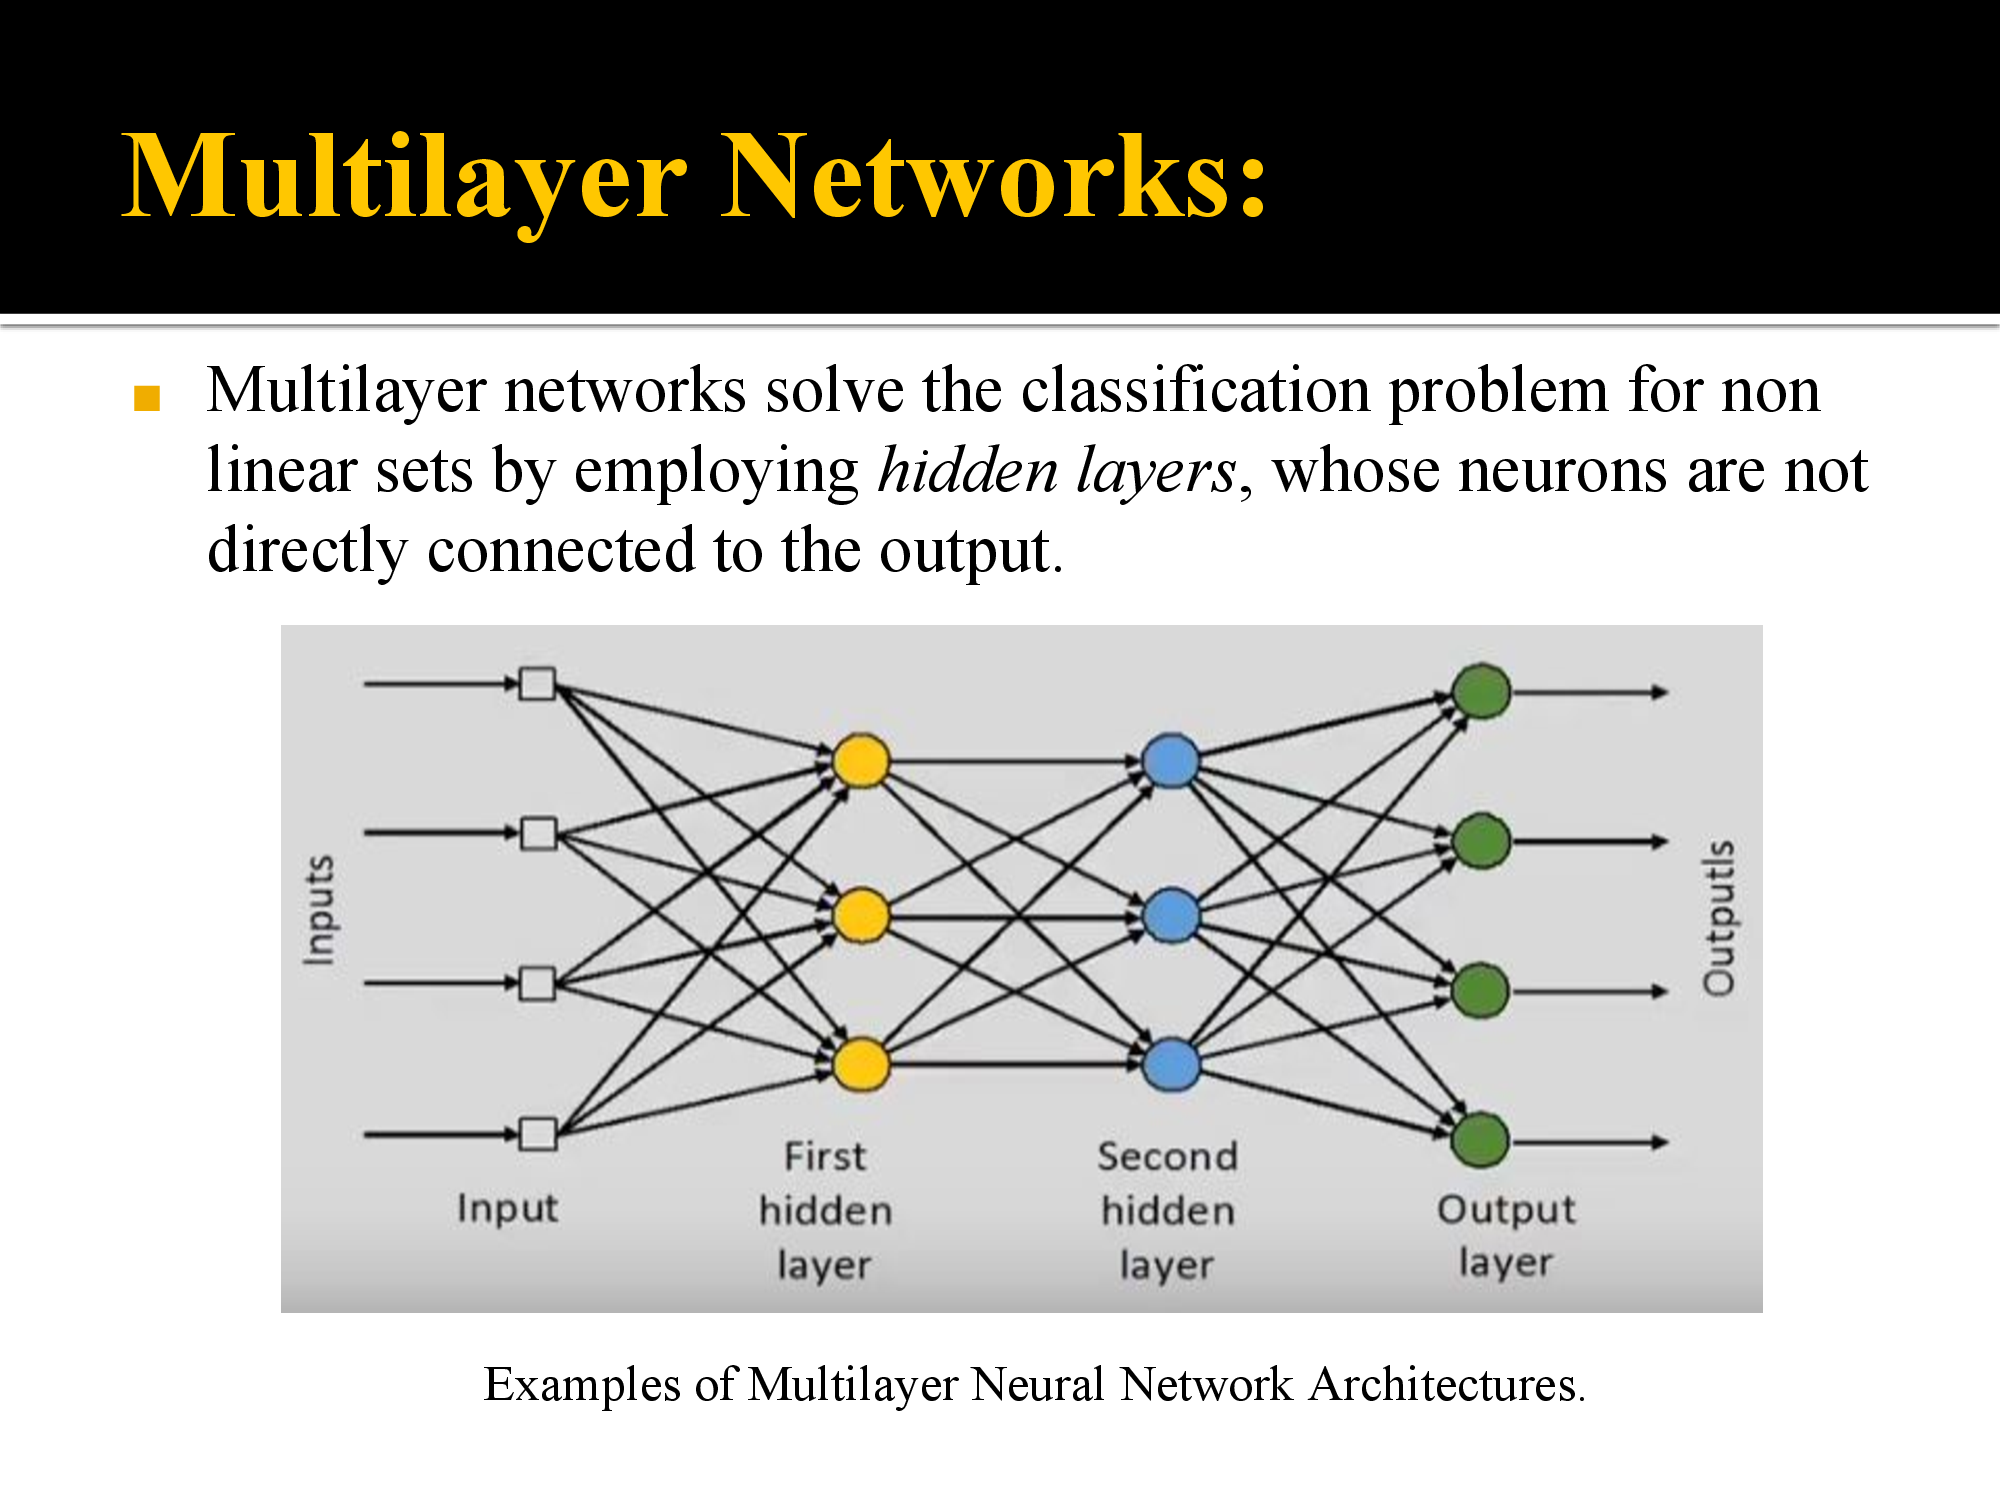 Multilayer Networks:
Multilayer networks solve the classification problem for non
linear sets by employing hidden layers, whose neurons are not
directly connected to the output.
Inputs
Outputls
Input
First
hidden
layer
Second
hidden
layer
Output
layer
Examples of Multilayer Neural Network Architectures.